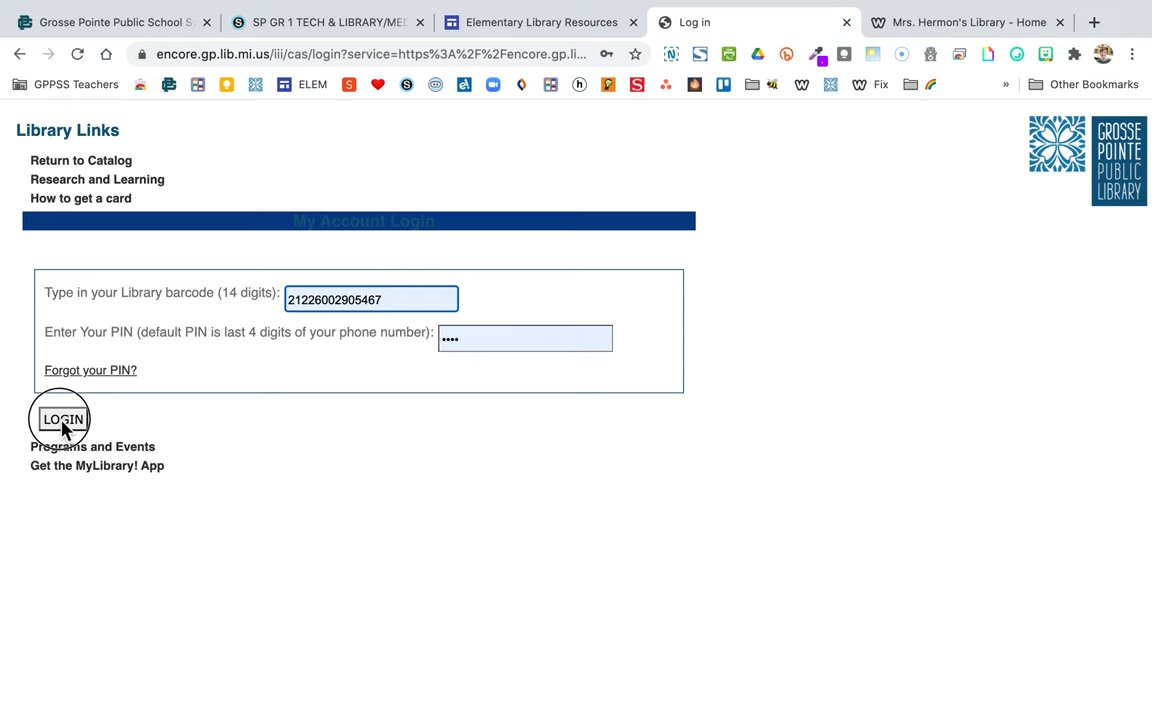 Grosse Pointe Public School S
SP GR 1 TECH & LIBRARY/MEE
Elementary Library Resources
Log in
Mrs. Hermon's Library - Home
encore.gp.lib.mi.us/iii/cas/login?service=https%3A%2F%2Fencore.gp.li...
GPPSS Teachers
ELEM
Fix
»
Other Bookmarks
Library Links
Return to Catalog
Research and Learning
How to get a card
GROSSE
POINTE
PUBLIC
LIBRARY
My Account Login
Type in your Library barcode (14 digits): 21226002905467
Enter Your PIN (default PIN is last 4 digits of your phone number): ••••
Forgot your PIN?
LOGIN
Programs and Events
Get the MyLibrary! App